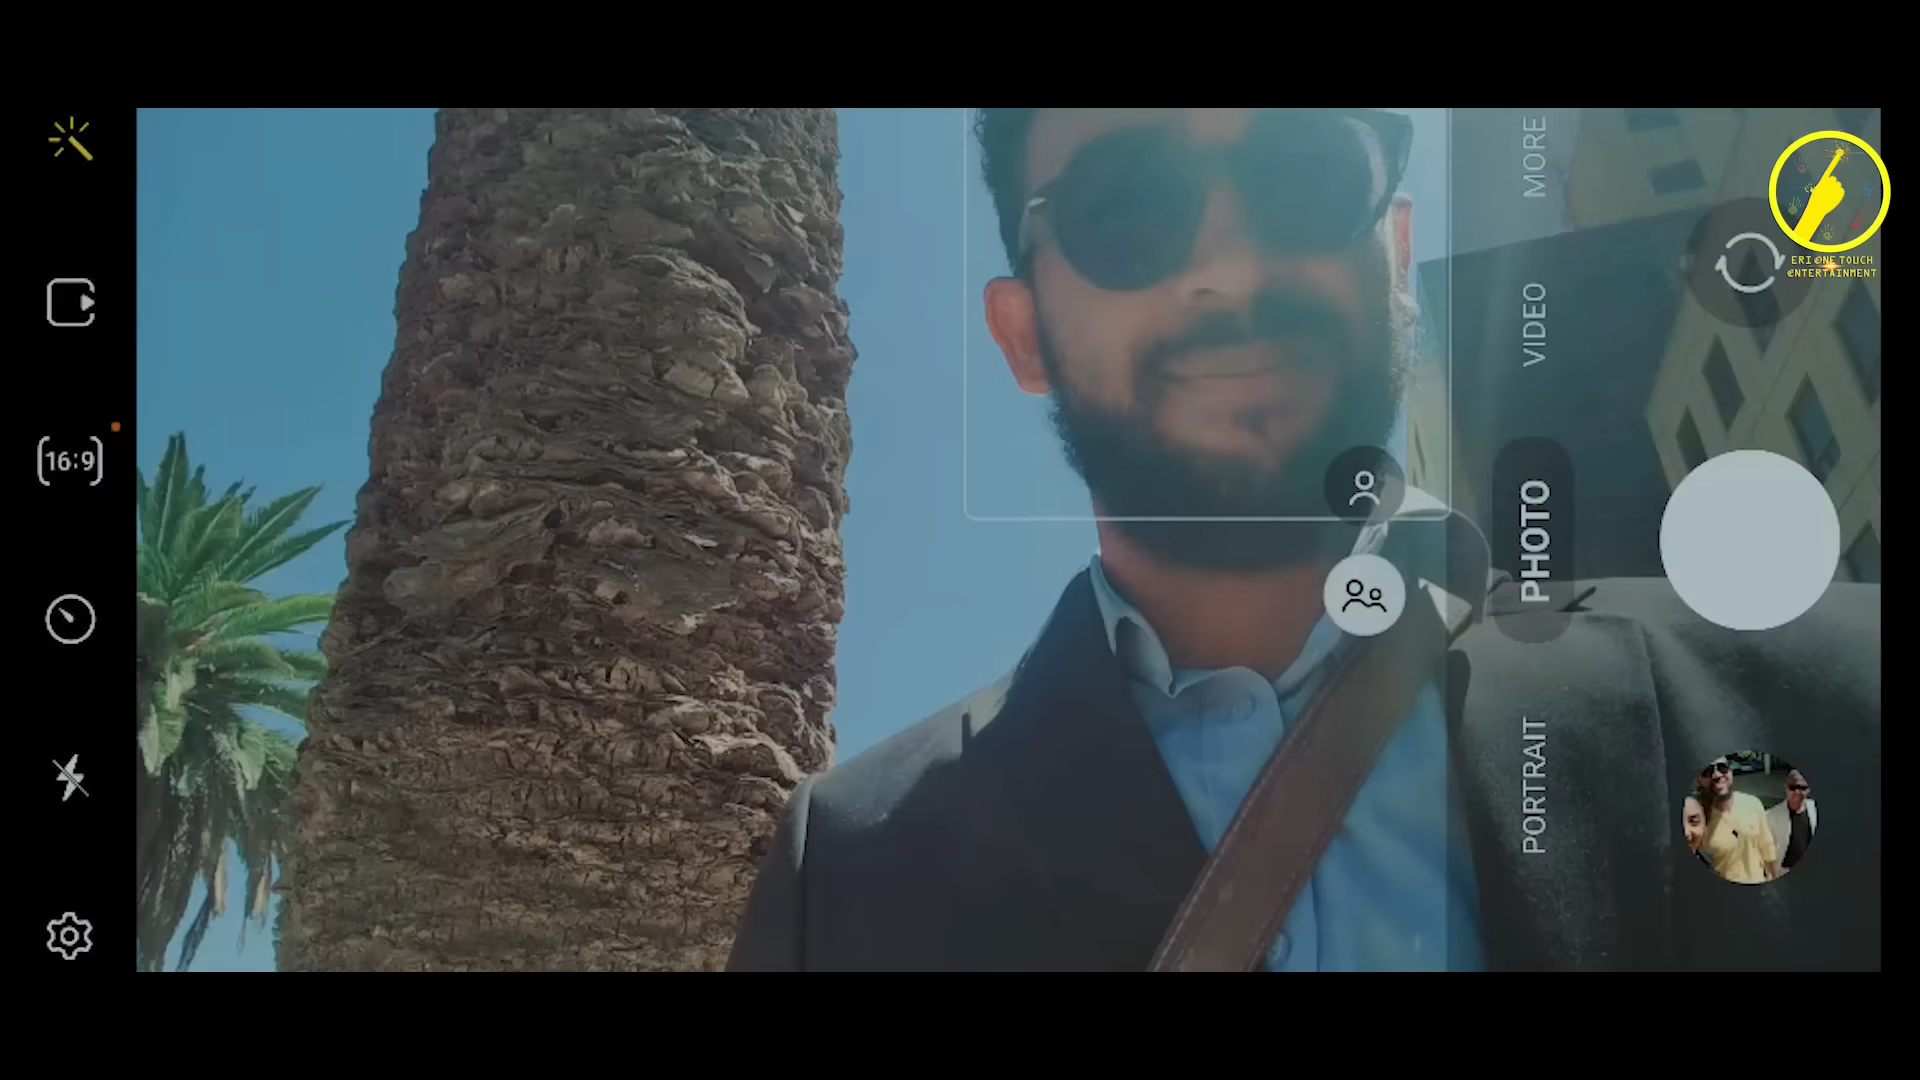 16:9
MORE
VIDEO
PHOTO
PORTRAIT
ERI ONE TOUCH
ENTERTAINMENT